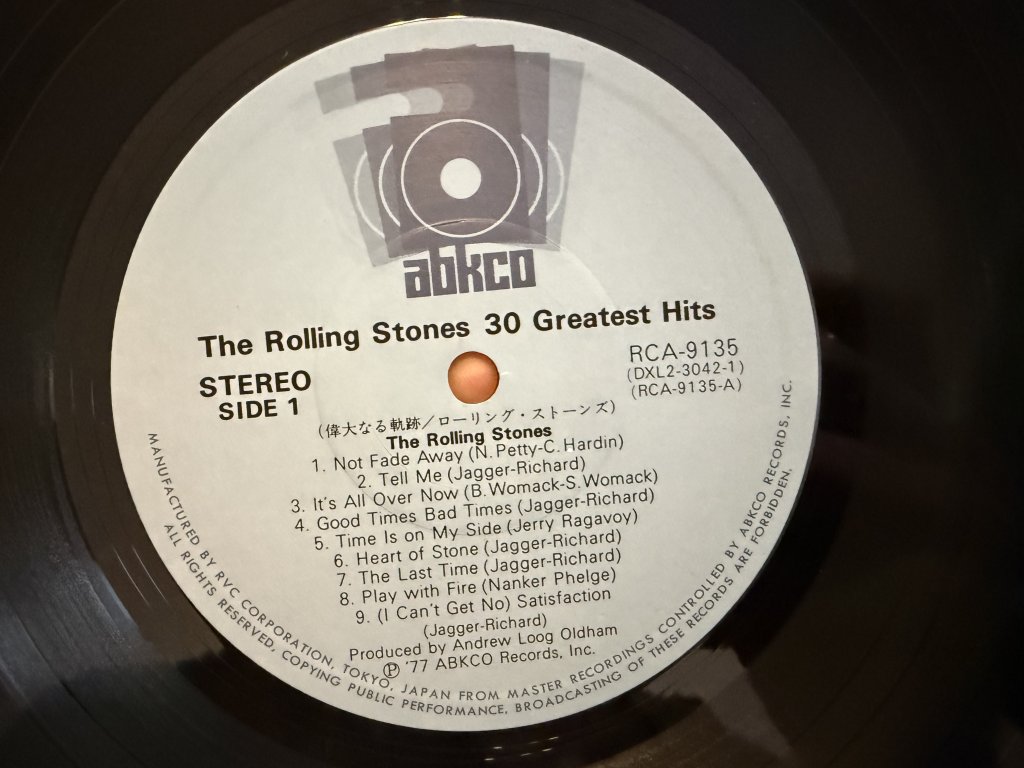 abkco
The Rolling Stones 30 Greatest Hits
STEREO
SIDE 1
RCA-9135
(DXL2-3042-1)
(RCA-9135-A)
(偉大なる軌跡/ローリング・ストーンズ)
The Rolling Stones
1. Not Fade Away (N. Petty-C. Hardin)
2. Tell Me (Jagger-Richard)
3. It's All Over Now (B. Womack-S. Womack)
4. Good Times Bad Times (Jagger-Richard)
5. Time Is on My Side (Jerry Ragavoy)
6. Heart of Stone (Jagger-Richard)
7. The Last Time (Jagger-Richard)
8. Play with Fire (Nanker Phelge)
9. (I Can't Get No) Satisfaction
(Jagger-Richard)
Produced by Andrew Loog Oldham
℗ '77 ABKCO Records, Inc.
MANUFACTURED BY RVC CORPORATION, TOKYO, JAPAN FROM MASTER RECORDINGS CONTROLLED BY ABKCO RECORDS, INC.
ALL RIGHTS RESERVED, COPYING PUBLIC PERFORMANCE, BROADCASTING OF THESE RECORDS ARE FORBIDDEN.